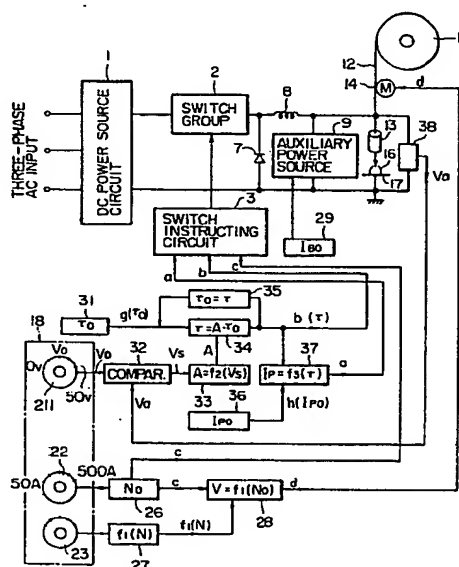 1
12
14
M
d
1
2
8
9
7
13
38
16
17
Va
THREE-PHASE
AC INPUT
DC POWER SOURCE
CIRCUIT
SWITCH
GROUP
AUXILIARY
POWER
SOURCE
SWITCH
INSTRUCTING
CIRCUIT
3
29
IBO
a
b
c
35
31
τ0
g(τ0)
τ0 = τ
τ = A·τ0
34
b (τ)
A
18
V0
0V
V0
50V
211
32
COMPAR.
Vs
A = f2(Vs)
33
37
IP = f3(τ)
a
36
IPO
h(IPO)
Va
c
22
50A
500A
N0
26
c
V = f1(N0)
28
d
23
f1(N)
27
f1(N)